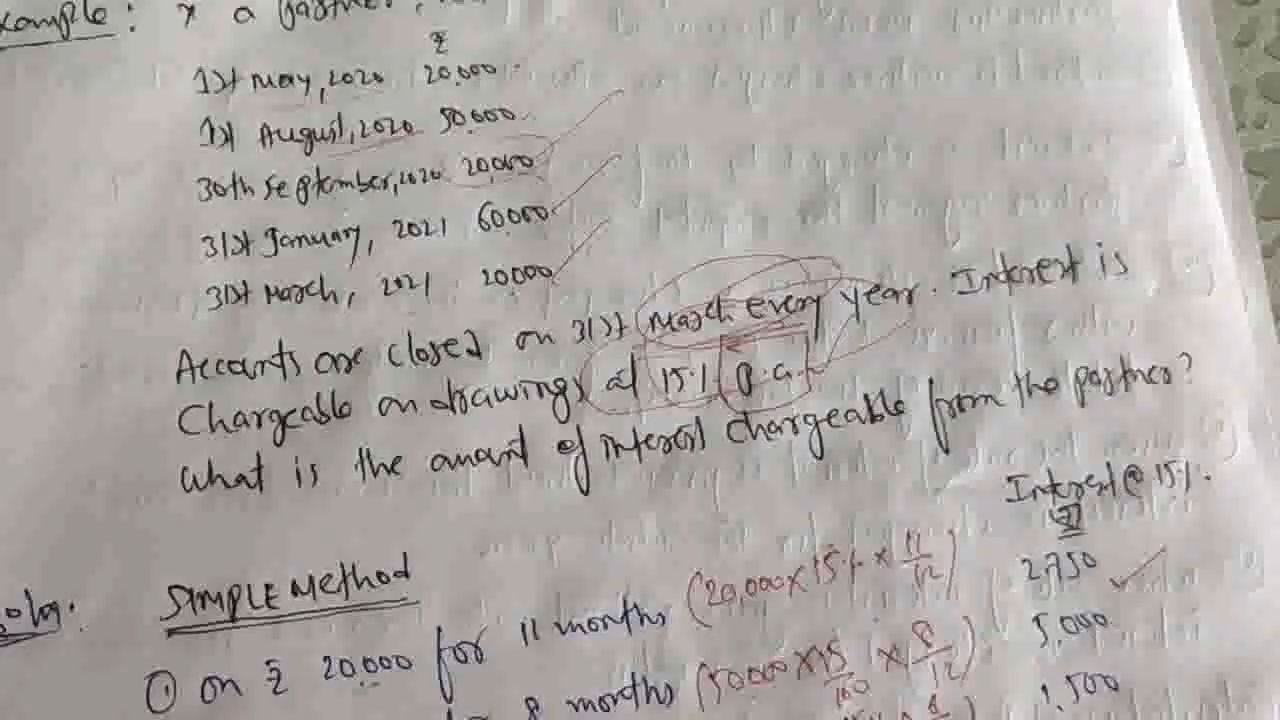 Example: x a partner
₹
1st may, 2020 20,000
1st August, 2020 50,000
30th September, 2020 20,000
31st January, 2021 60,000
31st March, 2021 20,000
Accounts are closed on 31st March every year. Interest is
Chargeable on drawings at 15% p.a.
What is the amount of interest chargeable from the partner?
Interest @ 15%.
₹
Soln: SIMPLE Method
① on ₹ 20,000 for 11 months (20,000 x 15% x 11/12) 2,750
8 months (50000 x 15/100 x 8/12) 5,000
1,500